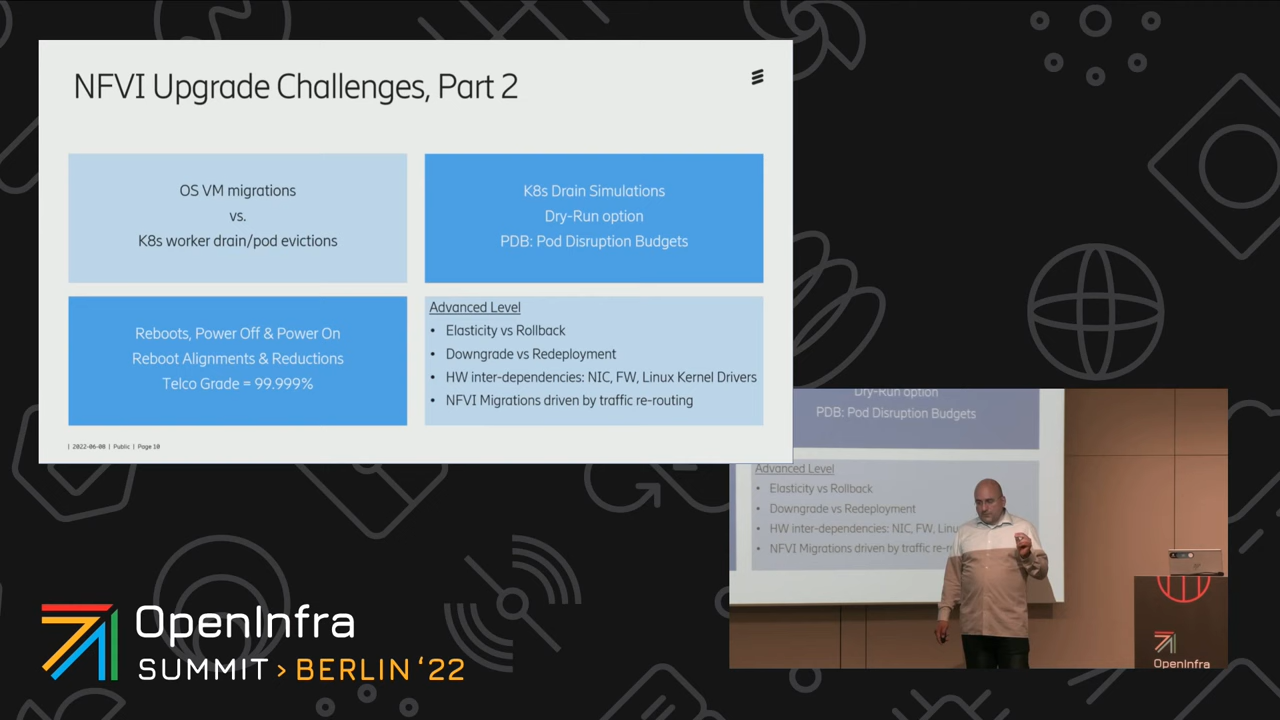 NFVI Upgrade Challenges, Part 2
OS VM migrations
vs.
K8s worker drain/pod evictions
K8s Drain Simulations
Dry-Run option
PDB: Pod Disruption Budgets
Reboots, Power Off & Power On
Reboot Alignments & Reductions
Telco Grade = 99.999%
Advanced Level
• Elasticity vs Rollback
• Downgrade vs Redeployment
• HW inter-dependencies: NIC, FW, Linux Kernel Drivers
• NFVI Migrations driven by traffic re-routing
| 2022-06-08 | Public | Page 10
Dry-Run option
PDB: Pod Disruption Budgets
Advanced Level
• Elasticity vs Rollback
• Downgrade vs Redeployment
• HW inter-dependencies: NIC, FW, Linu
• NFVI Migrations driven by traffic re-r
OpenInfra
OpenInfra
SUMMIT > BERLIN ‘22